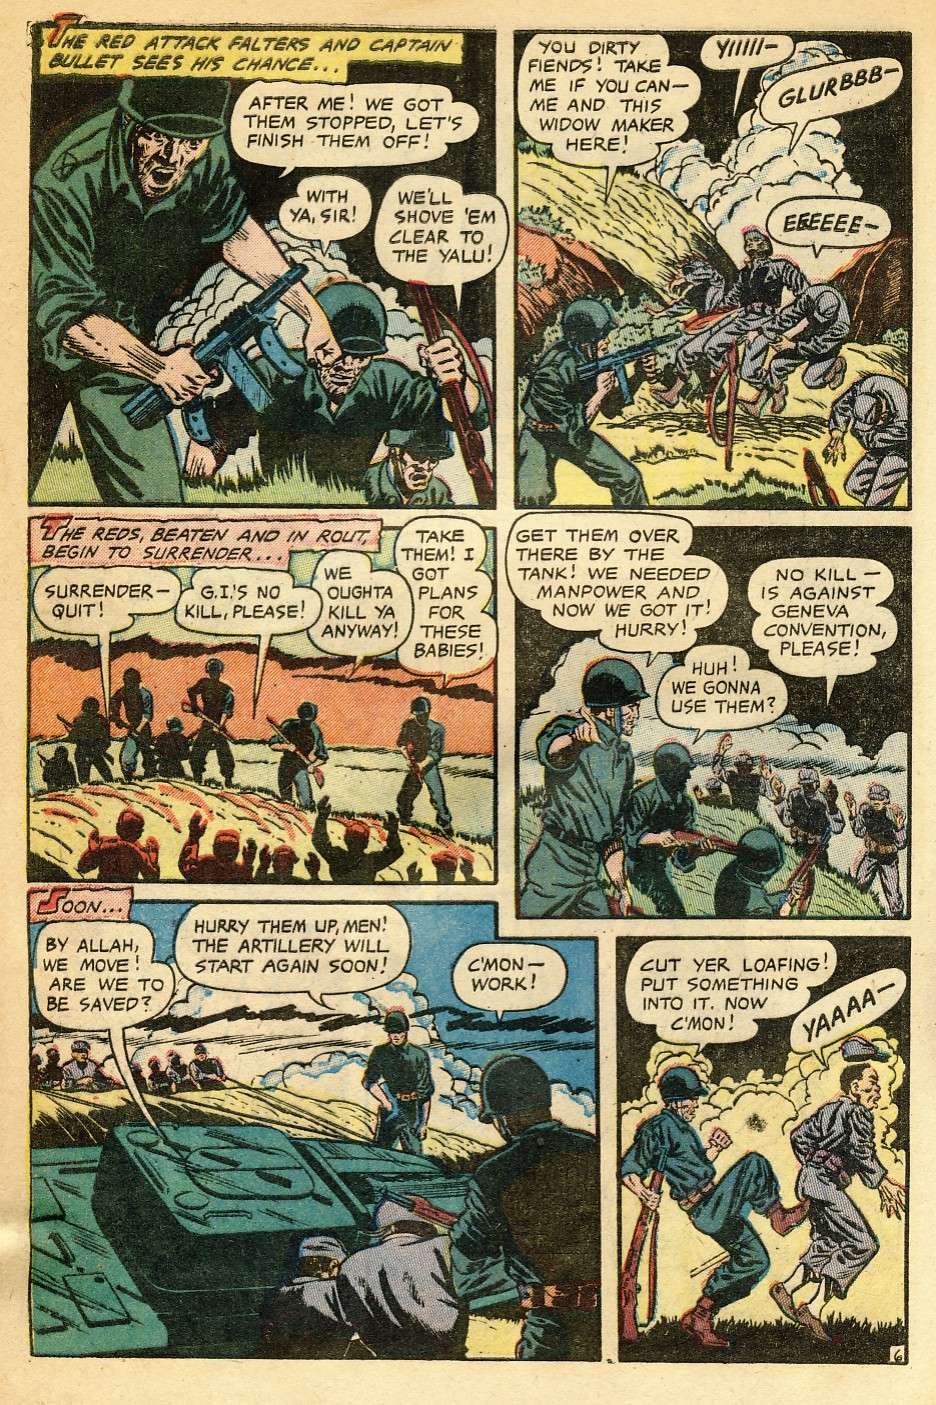 THE RED ATTACK FALTERS AND CAPTAIN
BULLET SEES HIS CHANCE...
AFTER ME! WE GOT
THEM STOPPED, LET'S
FINISH THEM OFF!
WITH
YA, SIR!
WE'LL
SHOVE 'EM
CLEAR TO
THE YALU!
YOU DIRTY
FIENDS! TAKE
ME IF YOU CAN—
ME AND THIS
WIDOW MAKER
HERE!
YIIIII—
GLURBBB—
EEEEEE—
THE REDS, BEATEN AND IN ROUT,
BEGIN TO SURRENDER...
SURRENDER—
QUIT!
G.I.'S NO
KILL, PLEASE!
WE
OUGHTA
KILL YA
ANYWAY!
TAKE
THEM! I
GOT
PLANS
FOR
THESE
BABIES!
GET THEM OVER
THERE BY THE
TANK! WE NEEDED
MANPOWER AND
NOW WE GOT IT!
HURRY!
HUH!
WE GONNA
USE THEM?
NO KILL—
IS AGAINST
GENEVA
CONVENTION,
PLEASE!
SOON...
BY ALLAH,
WE MOVE!
ARE WE TO
BE SAVED?
HURRY THEM UP, MEN!
THE ARTILLERY WILL
START AGAIN SOON!
C'MON—
WORK!
CUT YER LOAFING!
PUT SOMETHING
INTO IT. NOW
C'MON!
YAAAA—
6